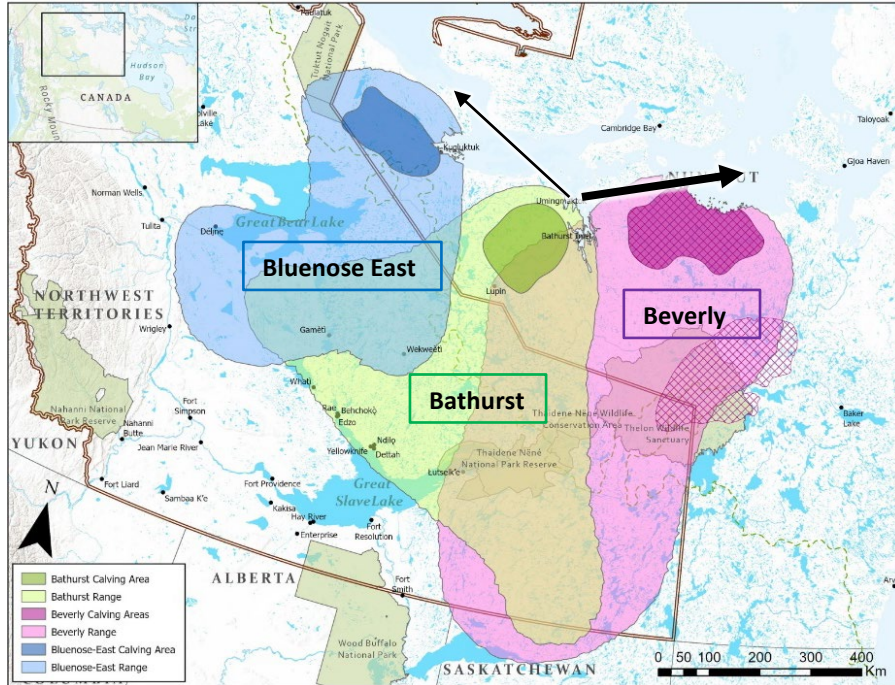 Paulatuk
Tuktut Nogait
National Park
Hudson
Bay
CANADA
Rocky Mou
olville
Lake
Cambridge Bay
Taloyoak
Gjoa Haven
Kugluktuk
NUNAVUT
Norman Wells
Tulita
Great Bear Lake
Déline
Umingmakt
Bathurst Inlet
Bluenose East
Lupin
Beverly
NORTHWEST
TERRITORIES
Wrigley
Gamètì
Wekweètì
Whatì
Bathurst
Rae
Behchokǫ̀
Edzo
Fort
Simpson
Nahanni National
Park Reserve
Nahanni
Butte
Jean Marie River
YUKON
Ndilǫ
Yellowknife
Dettah
Thaidene Nëné Wildlife
Conservation Area
Thelon Wildlife
Sanctuary
Baker
Lake
Thaidene Nëné
National Park Reserve
Łutselk'e
Fort Liard
Sambaa K'e
Fort Providence
Great
Slave Lake
Kakisa
Hay River
Enterprise
Fort
Resolution
N
ALBERTA
Fort
Smith
Wood Buffalo
National Park
SASKATCHEWAN
Bathurst Calving Area
Bathurst Range
Beverly Calving Areas
Beverly Range
Bluenose-East Calving Area
Bluenose-East Range
0 50 100 200 300 400
Km